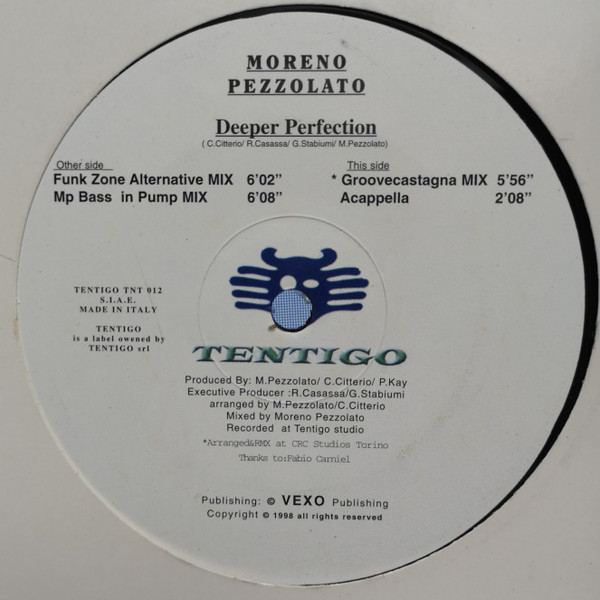 MORENO
PEZZOLATO
Deeper Perfection
( C.Citterio/ R.Casassa/ G.Stabiumi/ M.Pezzolato)
Other side
Funk Zone Alternative MIX 6'02"
Mp Bass in Pump MIX 6'08"
This side
* Groovecastagna MIX 5'56"
Acappella 2'08"
TENTIGO TNT 012
S.I.A.E.
MADE IN ITALY
TENTIGO
is a label owened by
TENTIGO srl
TENTIGO
Produced By: M.Pezzolato/ C.Citterio/ P.Kay
Executive Producer :R.Casassa/G.Stabiumi
arranged by M.Pezzolato/C.Citterio
Mixed by Moreno Pezzolato
Recorded at Tentigo studio
*Arranged&RMX at CRC Studios Torino
Thanks to:Fabio Carniel
Publishing: © VEXO Publishing
Copyright © 1998 all rights reserved